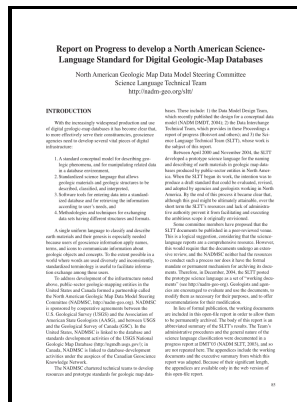 Report on Progress to develop a North American Science-
Language Standard for Digital Geologic-Map Databases
North American Geologic Map Data Model Steering Committee
Science Language Technical Team
http://nadm-geo.org/slt/
INTRODUCTION
With the increasingly widespread production and use
of digital geologic-map databases it has become clear that
to more effectively serve their constituents, geoscience
agencies need to develop several vital pieces of digital
infrastructure:
1. A standard conceptual model for describing geo-
logic phenomena, and for manipulating related data
in a database environment,
2. Standardized science language that allows
geologic materials and geologic structures to be
described, classified, and interpreted,
3. Software tools for entering data into a standard-
ized database and for retrieving the information
according to user's needs, and
4. Methodologies and techniques for exchanging
data sets having different structures and formats.
A single uniform language to classify and describe
earth materials and their genesis is especially needed
because users of geoscience information apply names,
terms, and icons to communicate information about
geologic objects and concepts. To the extent possible in a
world where words are used diversely and inconsistently,
standardized terminology is useful to facilitate informa-
tion exchange among these users.
To address development of the infrastructure noted
above, public-sector geologic-mapping entities in the
United States and Canada formed a partnership called
the North American Geologic Map Data Model Steering
Committee (NADMSC, http://nadm-geo.org). NADMSC
is sponsored by cooperative agreements between the
U.S. Geological Survey (USGS) and the Association of
American State Geologists (AASG), and between USGS
and the Geological Survey of Canada (GSC). In the
United States, NADMSC is linked to the database and
standards development activities of the USGS National
Geologic Map Database (http://ngmdb.usgs.gov/); in
Canada, NADMSC is linked to database-development
activities under the auspices of the Canadian Geoscience
Knowledge Network.
The NADMSC chartered technical teams to develop
resources and prototype standards for geologic map data-
bases. These include: 1) the Data Model Design Team,
which recently published the design for a conceptual data
model (NADM DMDT, 2004), 2) the Data Interchange
Technical Team, which provides in these Proceedings a
report of progress (Boisvert and others); and 3) the Sci-
ence Language Technical Team (SLTT), whose work is
the subject of this report.
Between April 2000 and November 2004, the SLTT
developed a prototype science language for the naming
and describing of earth materials in geologic-map data-
bases produced by public-sector entities in North Amer-
ica. When the SLTT began its work, the intention was to
produce a draft standard that could be evaluated, revised,
and adopted by agencies and geologists working in North
America. By the end of this process it became clear that,
although this goal might be ultimately attainable, over the
short term the SLTT's resources and lack of administra-
tive authority prevent it from facilitating and executing
the ambitious scope it originally envisioned.
Some committee members have proposed that the
SLTT documents be published in a peer-reviewed venue.
This is a logical suggestion, considering that the science-
language reports are a comprehensive resource. However,
this would require that the documents undergo an exten-
sive review, and the NADMSC neither had the resources
to conduct such a process nor does it have the formal
need for a permanent mechanism for archiving its docu-
ments. Therefore, in December, 2004, the SLTT posted
the prototype science language as a set of "working docu-
ments" (see http://nadm-geo.org). Geologists and agen-
cies are encouraged to evaluate and use the documents, to
modify them as necessary for their purposes, and to offer
recommendations for their modification.
In lieu of formal publication, the working documents
are included in this open-file report in order to allow them
to be permanently archived. The body of this report is an
abbreviated summary of the SLTT's results. The Team's
administrative procedures and the general nature of the
science language classification were documented in a
progress report at DMT'03 (NADM SLTT, 2003), and so
are not repeated here. The appendices include the working
documents and the executive summary from which this
report was adapted. Because of their significant length,
the appendices are available only in the web version of
this open-file report.
85